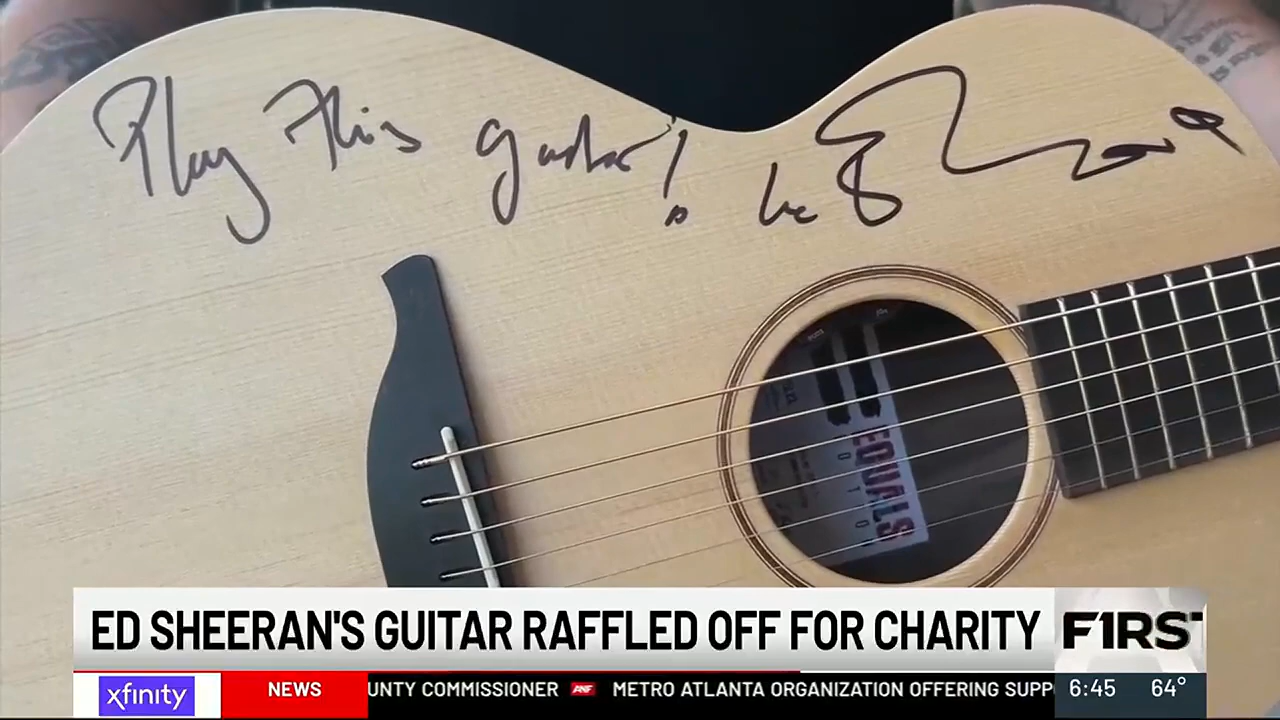 Play This guitar!
EQUALS
ED SHEERAN'S GUITAR RAFFLED OFF FOR CHARITY
F1RST
xfinity
NEWS
UNTY COMMISSIONER ANF METRO ATLANTA ORGANIZATION OFFERING SUPP
6:45 64°